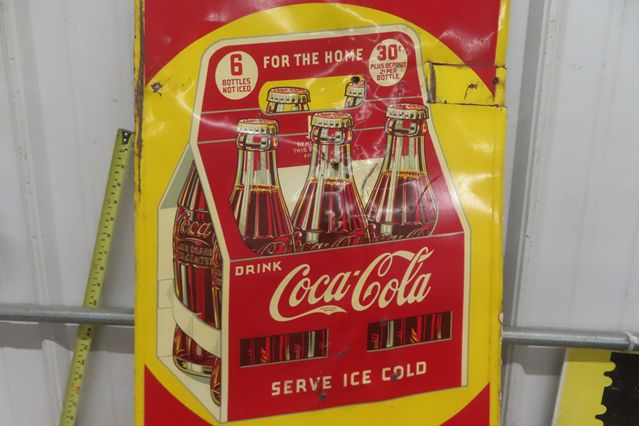 6
BOTTLES
NOT ICED
FOR THE HOME
30¢
PLUS DEPOSIT
2¢ PER
BOTTLE
DRINK
Coca-Cola
SERVE ICE COLD